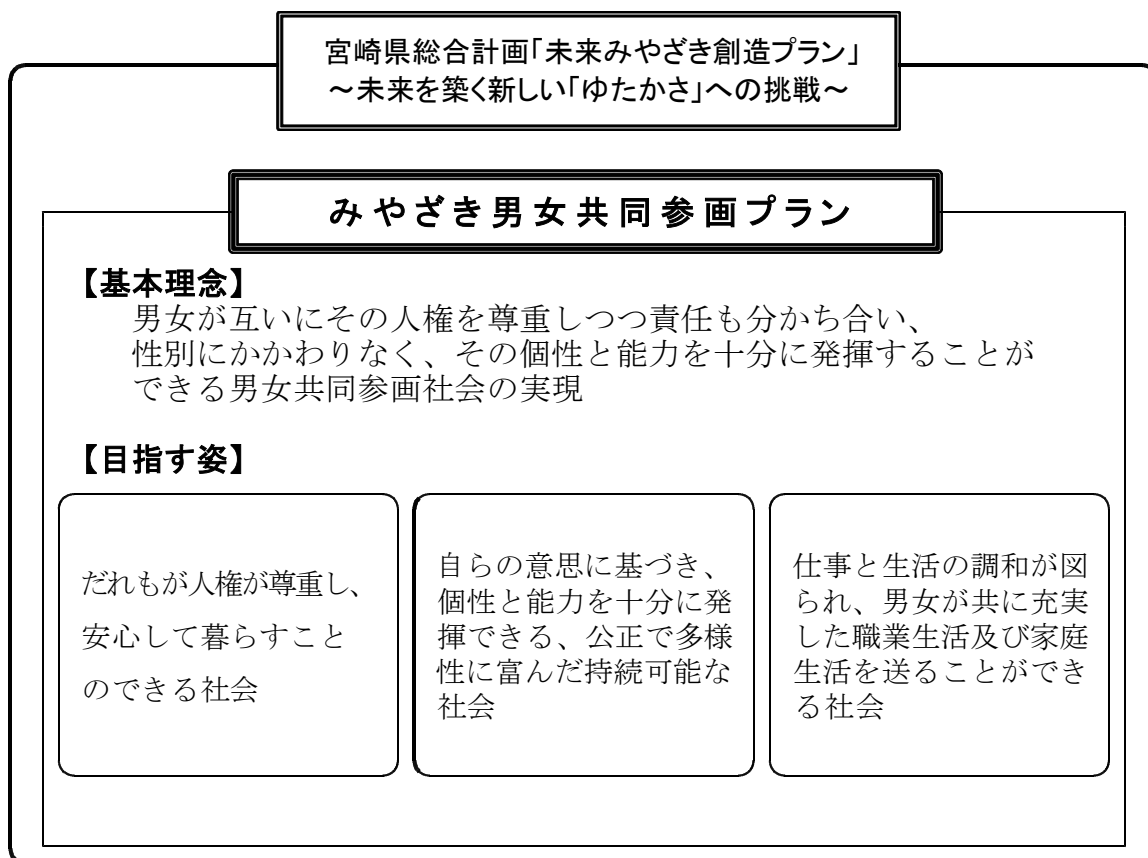 宮崎県総合計画「未来みやざき創造プラン」
～未来を築く新しい「ゆたかさ」への挑戦～
みやざき男女共同参画プラン
【基本理念】
男女が互いにその人権を尊重しつつ責任も分かち合い、
性別にかかわりなく、その個性と能力を十分に発揮することが
できる男女共同参画社会の実現
【目指す姿】
だれもが人権が尊重し、
安心して暮らすこと
のできる社会
自らの意思に基づき、
個性と能力を十分に発
揮できる、公正で多様
性に富んだ持続可能な
社会
仕事と生活の調和が図
られ、男女が共に充実
した職業生活及び家庭
生活を送ることができ
る社会